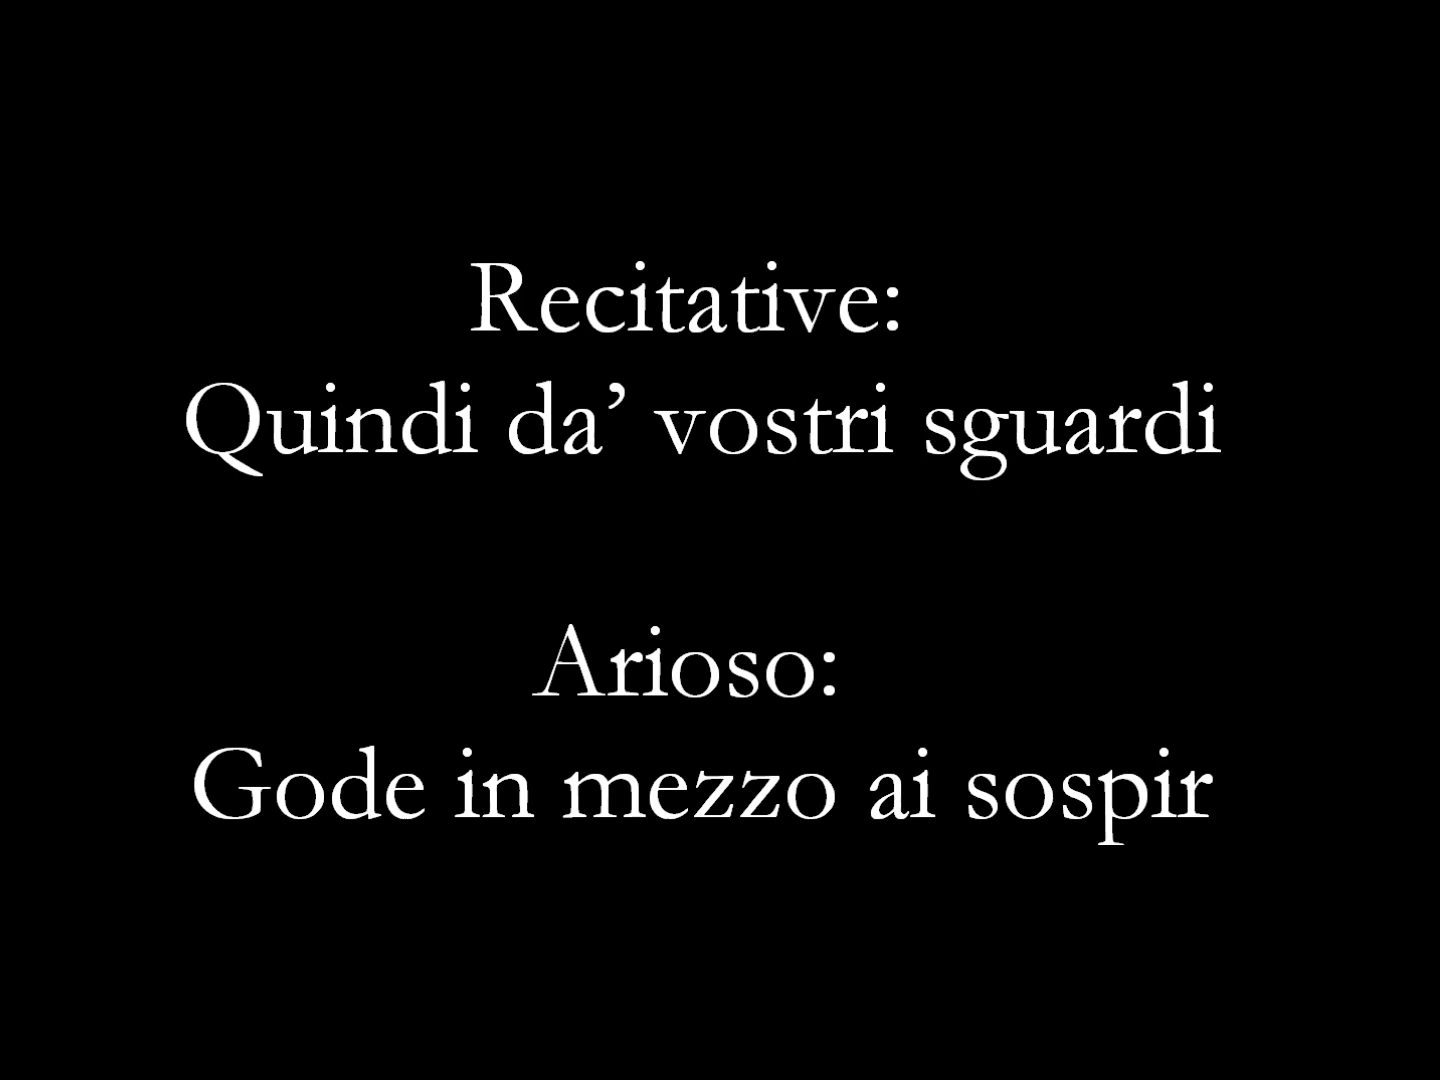 Recitative:
Quindi da’ vostri sguardi
Arioso:
Gode in mezzo ai sospir